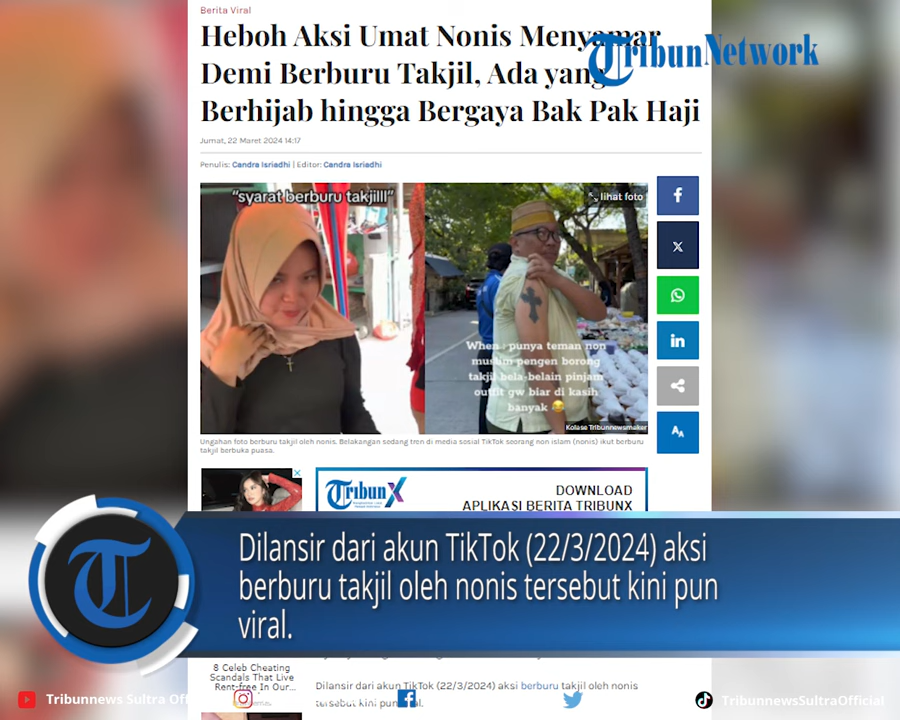 Berita Viral
Heboh Aksi Umat Nonis Menyamar
Demi Berburu Takjil, Ada yang
Berhijab hingga Bergaya Bak Pak Haji
TribunNetwork
Jumat, 22 Maret 2024 14:17
Penulis: Candra Isriadhi | Editor: Candra Isriadhi
"syarat berburu takjilll"
lihat foto
When : punya teman non
muslim pengen borong
takjil bela-belain pinjam
outfit gw biar di kasih
banyak 😂
Kolase Tribunnewsmaker
Ungahan foto berburu takjil oleh nonis. Belakangan sedang tren di media sosial TikTok seorang non islam (nonis) ikut berburu
takjil berbuka puasa.
TribunX
DOWNLOAD
APLIKASI BERITA TRIBUNX
Dilansir dari akun TikTok (22/3/2024) aksi
berburu takjil oleh nonis tersebut kini pun
viral.
8 Celeb Cheating
Scandals That Live
Rent-free In Our...
Dilansir dari akun TikTok (22/3/2024) aksi berburu takjil oleh nonis
tersebut kini pun viral.
Tribunnews Sultra Off
TribunnewsSultraOfficial